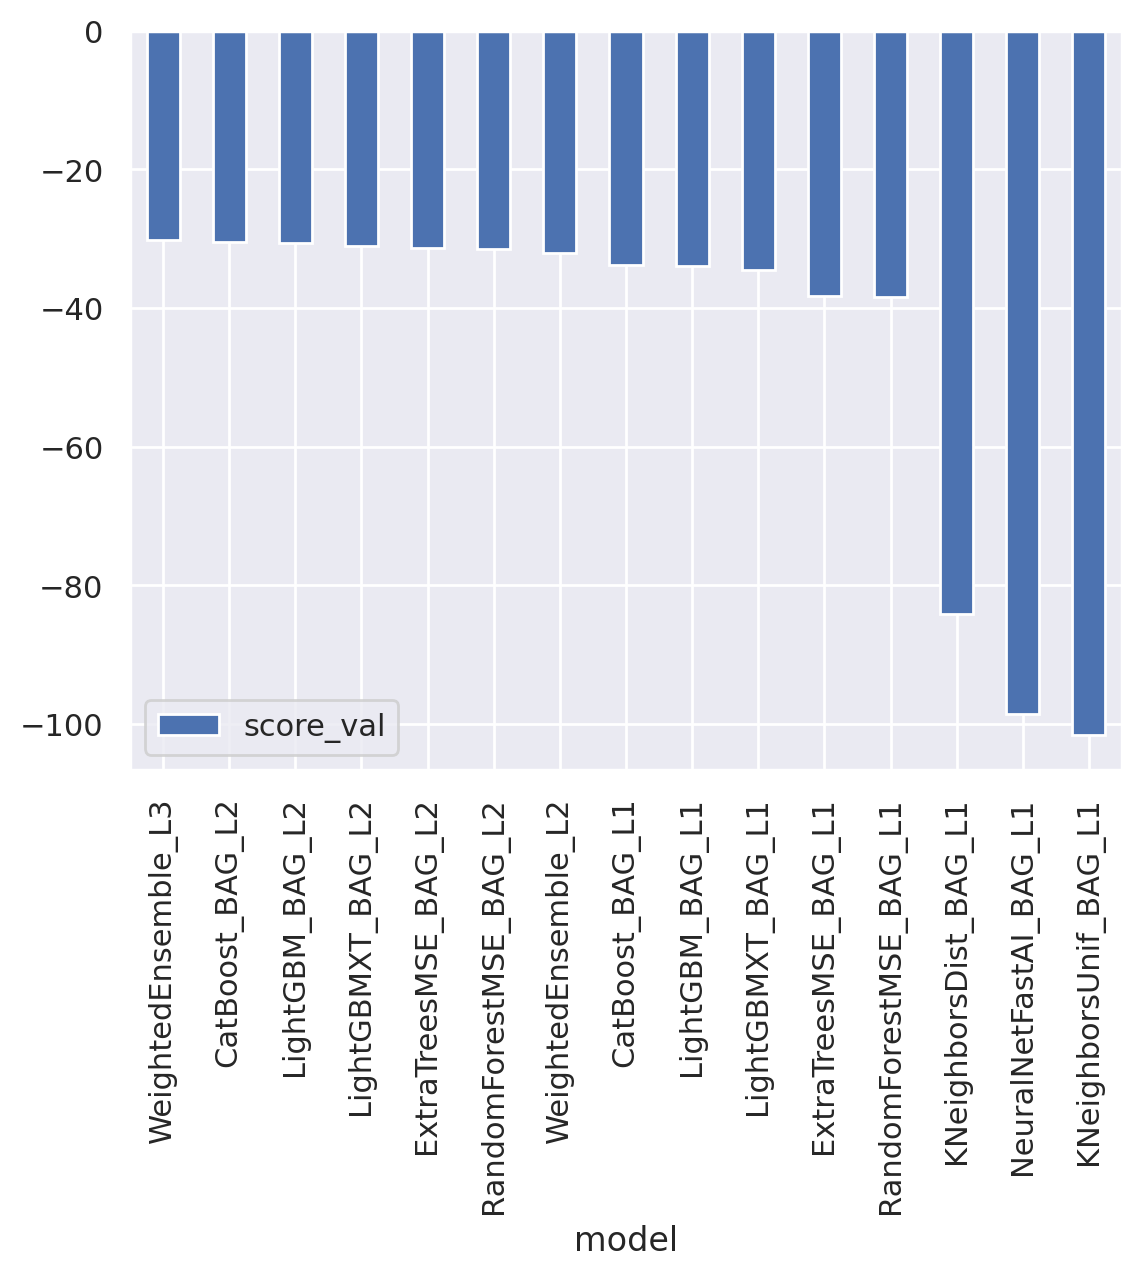 0
−20
−40
−60
−80
−100
score_val
WeightedEnsemble_L3
CatBoost_BAG_L2
LightGBM_BAG_L2
LightGBMXT_BAG_L2
ExtraTreesMSE_BAG_L2
RandomForestMSE_BAG_L2
WeightedEnsemble_L2
CatBoost_BAG_L1
LightGBM_BAG_L1
LightGBMXT_BAG_L1
ExtraTreesMSE_BAG_L1
RandomForestMSE_BAG_L1
KNeighborsDist_BAG_L1
NeuralNetFastAI_BAG_L1
KNeighborsUnif_BAG_L1
model